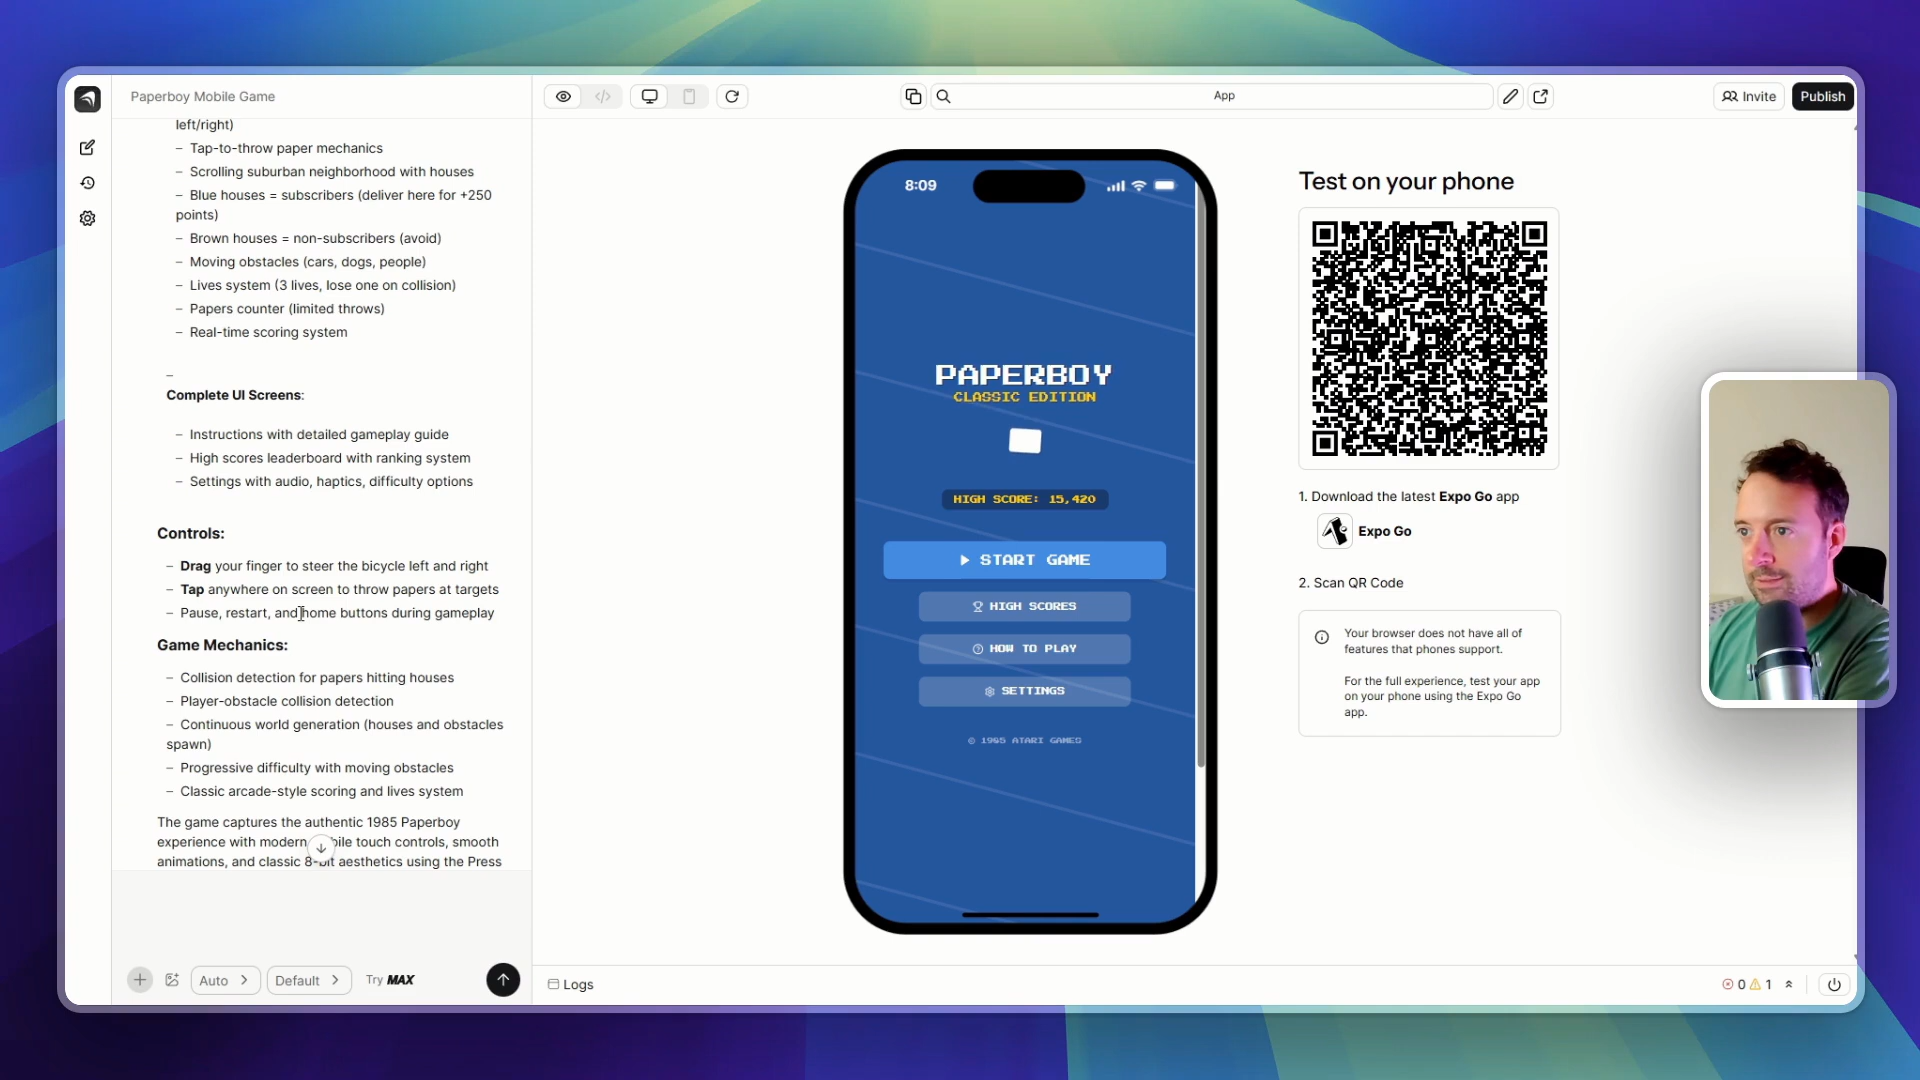 Paperboy Mobile Game
App
Invite
Publish
left/right)
– Tap-to-throw paper mechanics
– Scrolling suburban neighborhood with houses
– Blue houses = subscribers (deliver here for +250
points)
– Brown houses = non-subscribers (avoid)
– Moving obstacles (cars, dogs, people)
– Lives system (3 lives, lose one on collision)
– Papers counter (limited throws)
– Real-time scoring system
–
Complete UI Screens:
– Instructions with detailed gameplay guide
– High scores leaderboard with ranking system
– Settings with audio, haptics, difficulty options
Controls:
– Drag your finger to steer the bicycle left and right
– Tap anywhere on screen to throw papers at targets
– Pause, restart, and home buttons during gameplay
Game Mechanics:
– Collision detection for papers hitting houses
– Player-obstacle collision detection
– Continuous world generation (houses and obstacles
spawn)
– Progressive difficulty with moving obstacles
– Classic arcade-style scoring and lives system
The game captures the authentic 1985 Paperboy
experience with modern mobile touch controls, smooth
animations, and classic 8-bit aesthetics using the Press
Auto
Default
Try MAX
8:09
PAPERBOY
CLASSIC EDITION
HIGH SCORE: 15,420
START GAME
HIGH SCORES
HOW TO PLAY
SETTINGS
© 1985 ATARI GAMES
Test on your phone
1. Download the latest Expo Go app
Expo Go
2. Scan QR Code
Your browser does not have all of
features that phones support.
For the full experience, test your app
on your phone using the Expo Go
app.
Logs
0
1